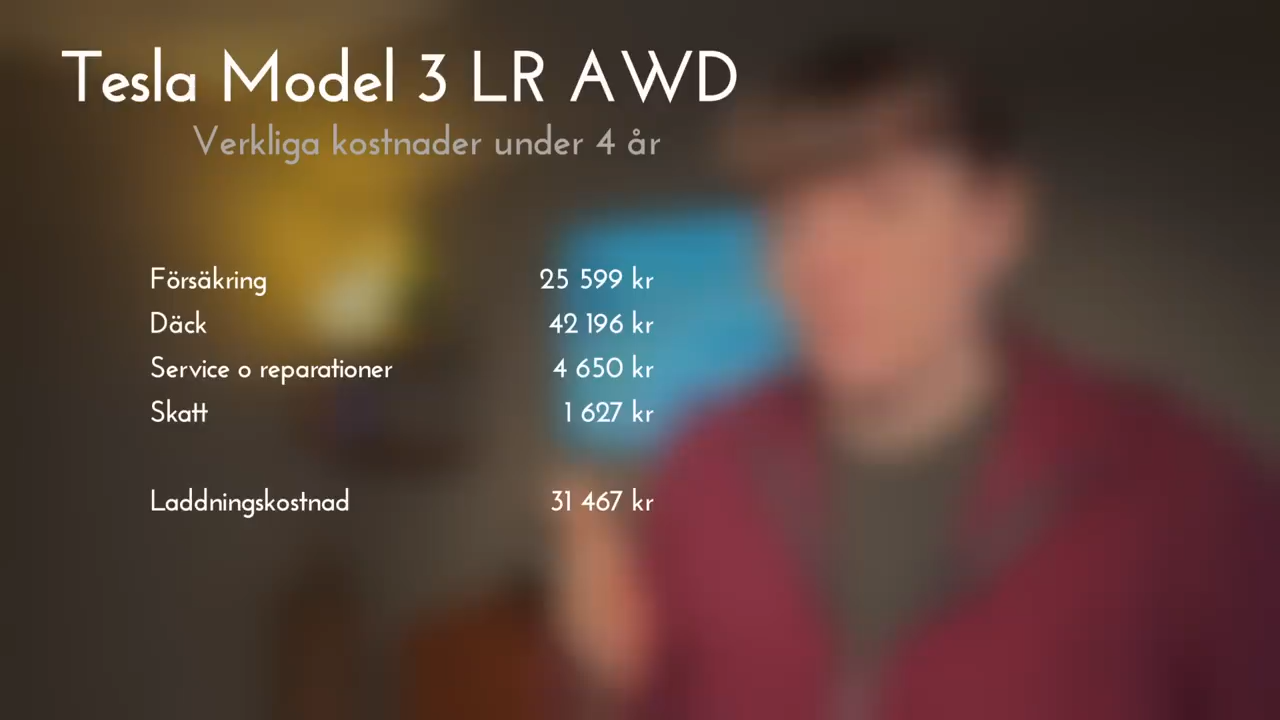 Tesla Model 3 LR AWD
Verkliga kostnader under 4 år
Försäkring 25 599 kr
Däck 42 196 kr
Service o reparationer 4 650 kr
Skatt 1 627 kr
Laddningskostnad 31 467 kr